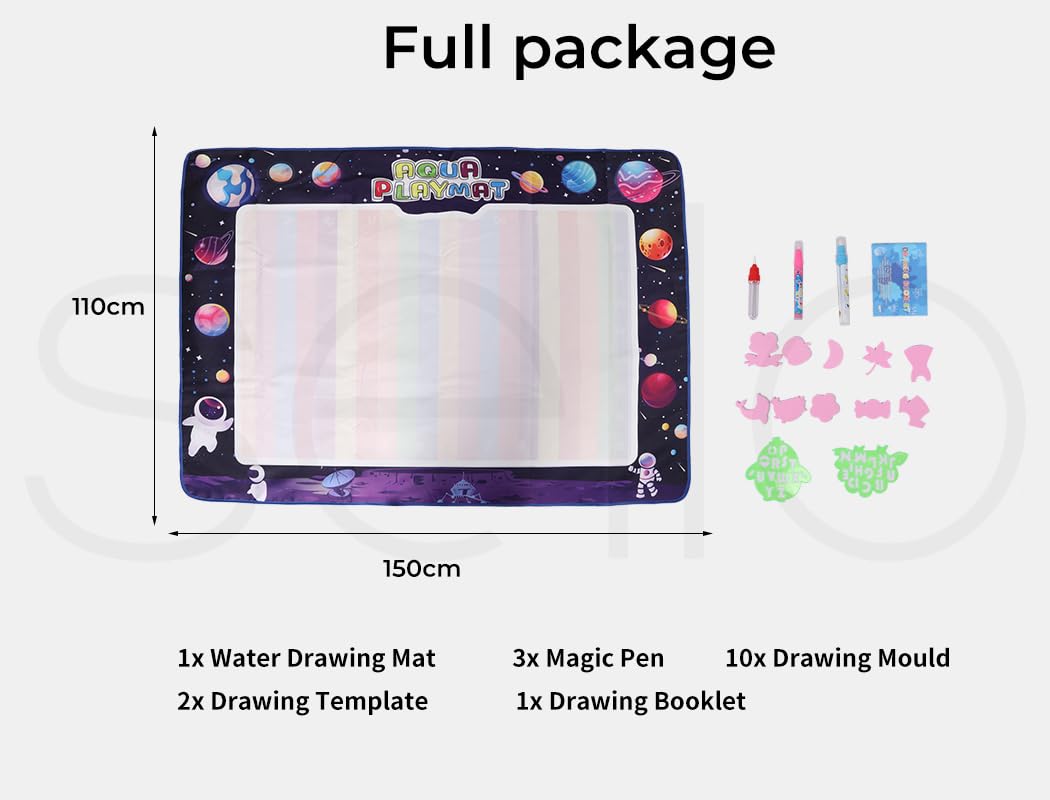 Full package
AQUA
PLAYMAT
110cm
150cm
1x Water Drawing Mat 3x Magic Pen 10x Drawing Mould
2x Drawing Template 1x Drawing Booklet